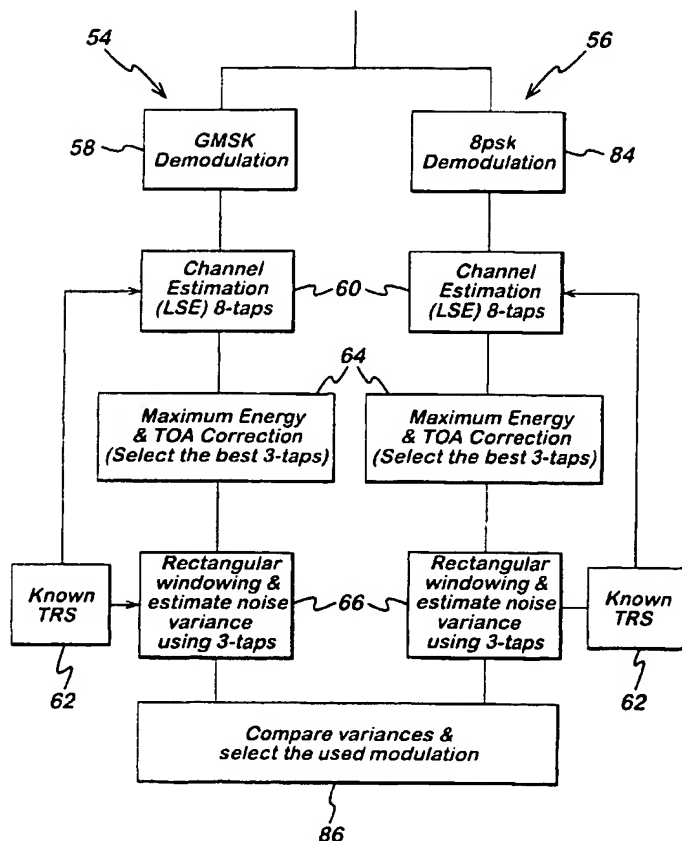 54
56
58
GMSK
Demodulation
8psk
Demodulation
84
Channel
Estimation
(LSE) 8-taps
60
Channel
Estimation
(LSE) 8-taps
64
Maximum Energy
& TOA Correction
(Select the best 3-taps)
Maximum Energy
& TOA Correction
(Select the best 3-taps)
Known
TRS
62
Rectangular
windowing &
estimate noise
variance
using 3-taps
66
Rectangular
windowing &
estimate noise
variance
using 3-taps
Known
TRS
62
Compare variances &
select the used modulation
86